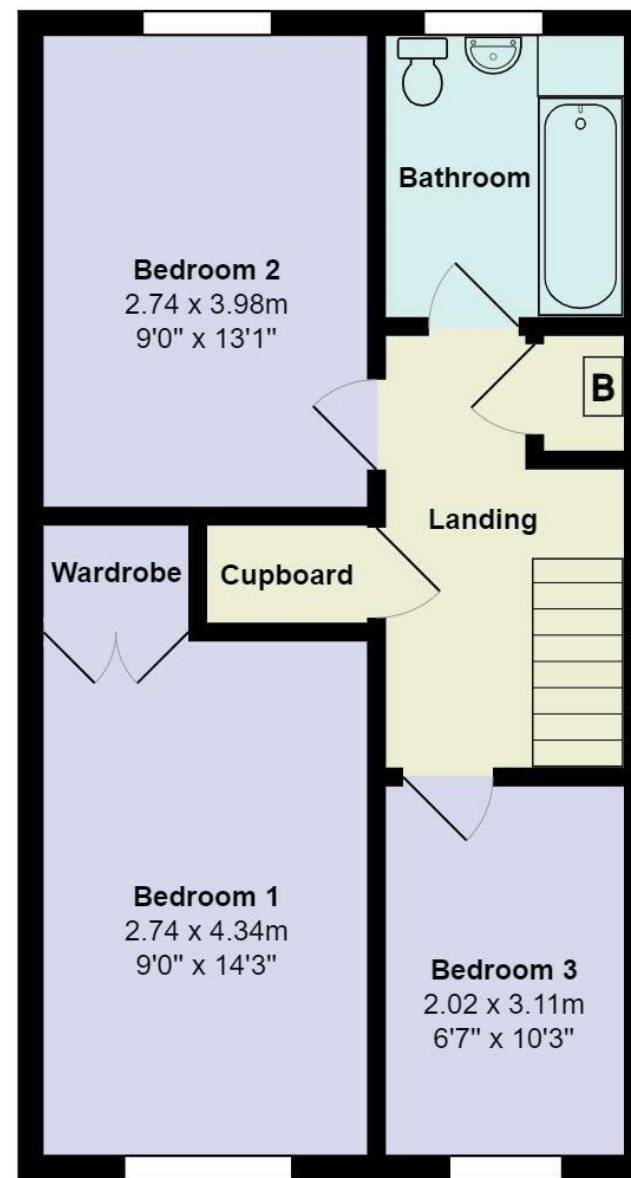 Bathroom
Bedroom 2
2.74 x 3.98m
9'0" x 13'1"
B
Landing
Wardrobe
Cupboard
Bedroom 1
2.74 x 4.34m
9'0" x 14'3"
Bedroom 3
2.02 x 3.11m
6'7" x 10'3"